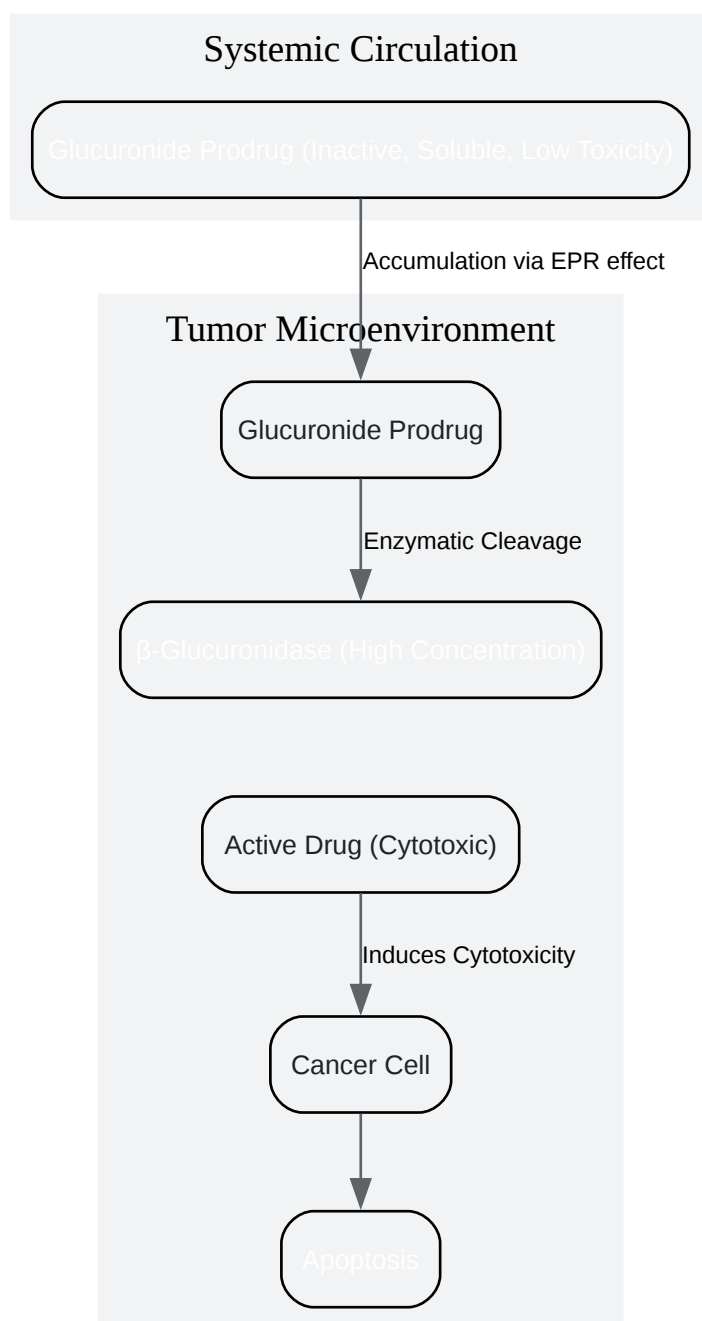 Systemic Circulation
Glucuronide Prodrug (Inactive, Soluble, Low Toxicity)
Accumulation via EPR effect
Tumor Microenvironment
Glucuronide Prodrug
Enzymatic Cleavage
β-Glucuronidase (High Concentration)
Active Drug (Cytotoxic)
Induces Cytotoxicity
Cancer Cell
Apoptosis